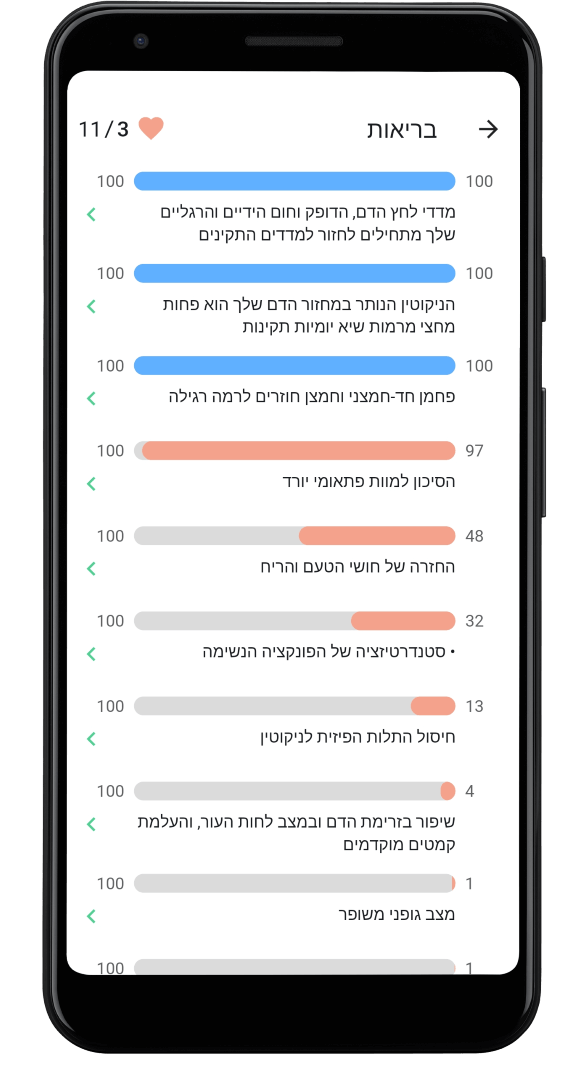 בריאות
3/11
100 100
מדדי לחץ הדם, הדופק וחום הידיים והרגליים
שלך מתחילים לחזור למדדים התקינים
100 100
הניקוטין הנותר במחזור הדם שלך הוא פחות
מחצי מרמות שיא יומיות תקינות
100 100
פחמן חד-חמצני וחמצן חוזרים לרמה רגילה
97 100
הסיכון למוות פתאומי יורד
48 100
החזרה של חושי הטעם והריח
32 100
• סטנדרטיזציה של הפונקציה הנשימה
13 100
חיסול התלות הפיזית לניקוטין
4 100
שיפור בזרימת הדם ובמצב לחות העור, והעלמת
קמטים מוקדמים
1 100
מצב גופני משופר
1 100